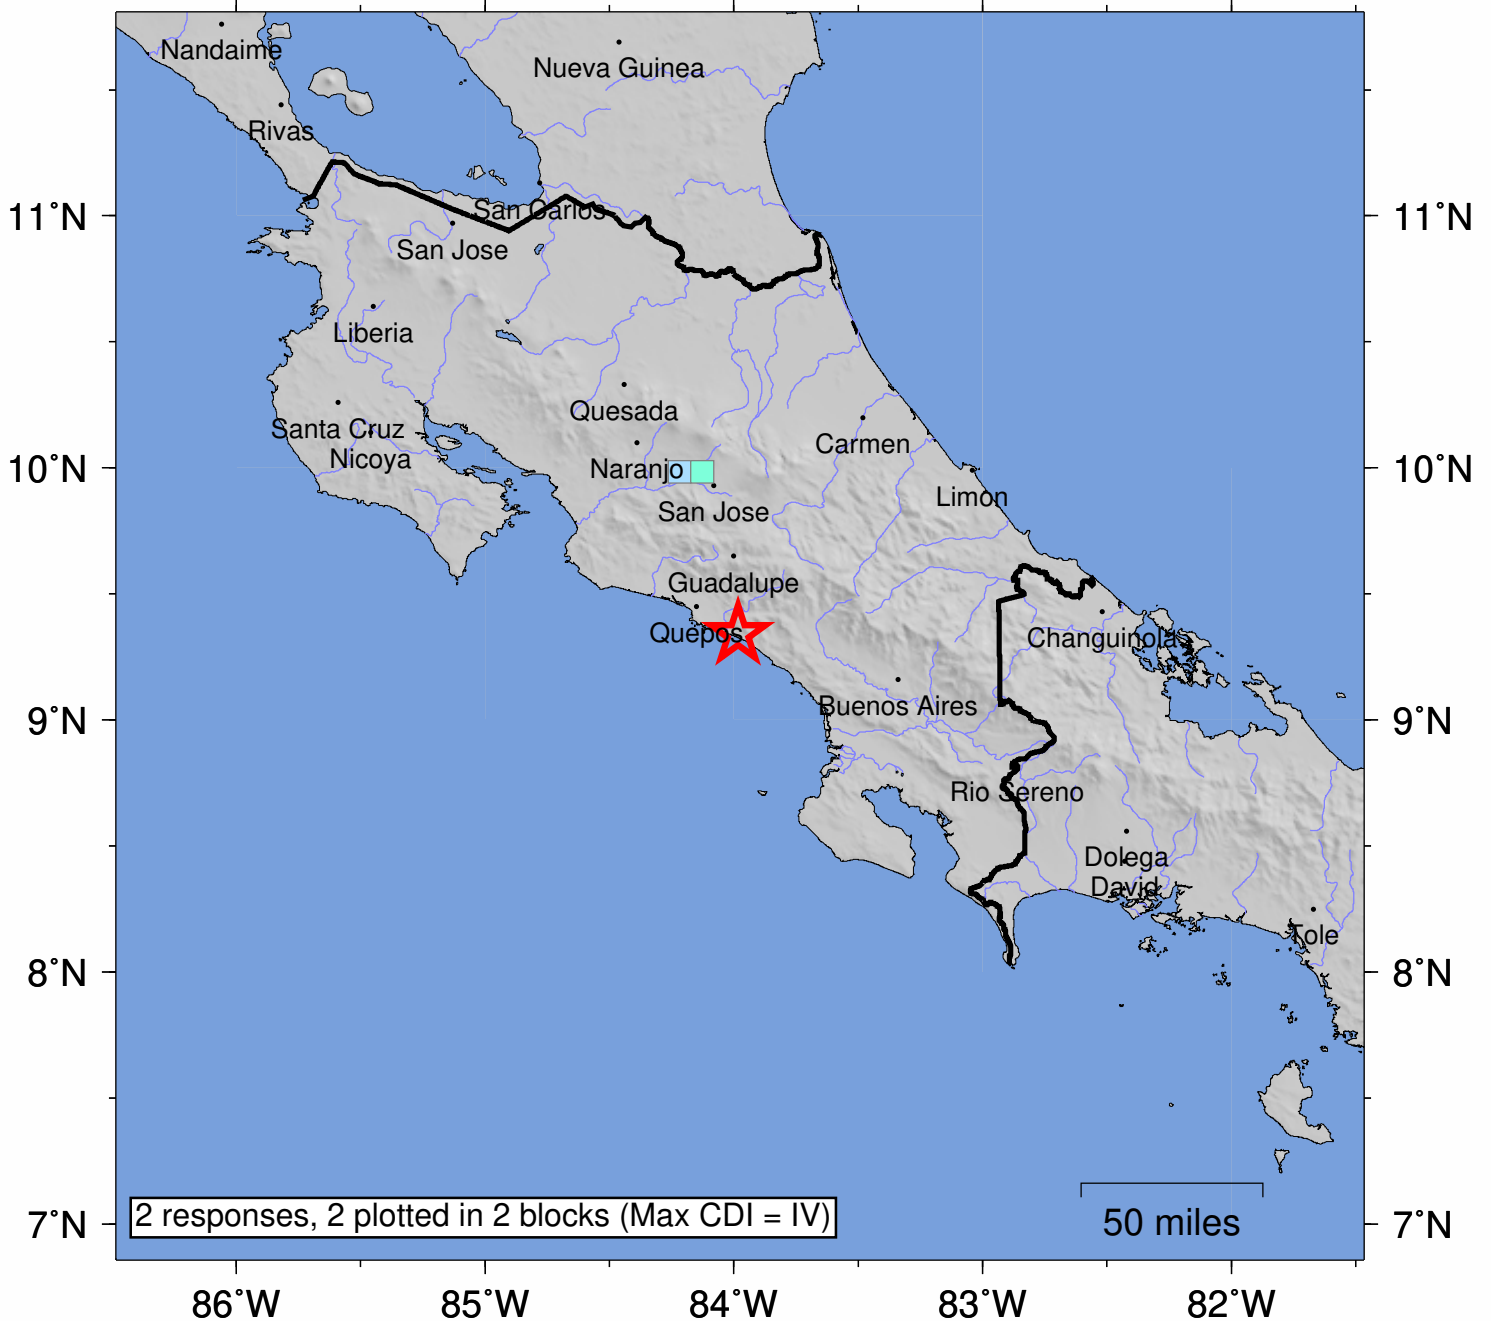 Nandaime
Nueva Guinea
Rivas
11°N
San Carlos
11°N
San Jose
Liberia
Quesada
Santa Cruz
Carmen
Nicoya
10°N
Naranjo
10°N
Limon
San Jose
Guadalupe
Quepos
Changuinola
Buenos Aires
9°N
9°N
Rio Sereno
Dolega
David
Tole
8°N
8°N
2 responses, 2 plotted in 2 blocks (Max CDI = IV)
50 miles
7°N
7°N
86°W
85°W
84°W
83°W
82°W